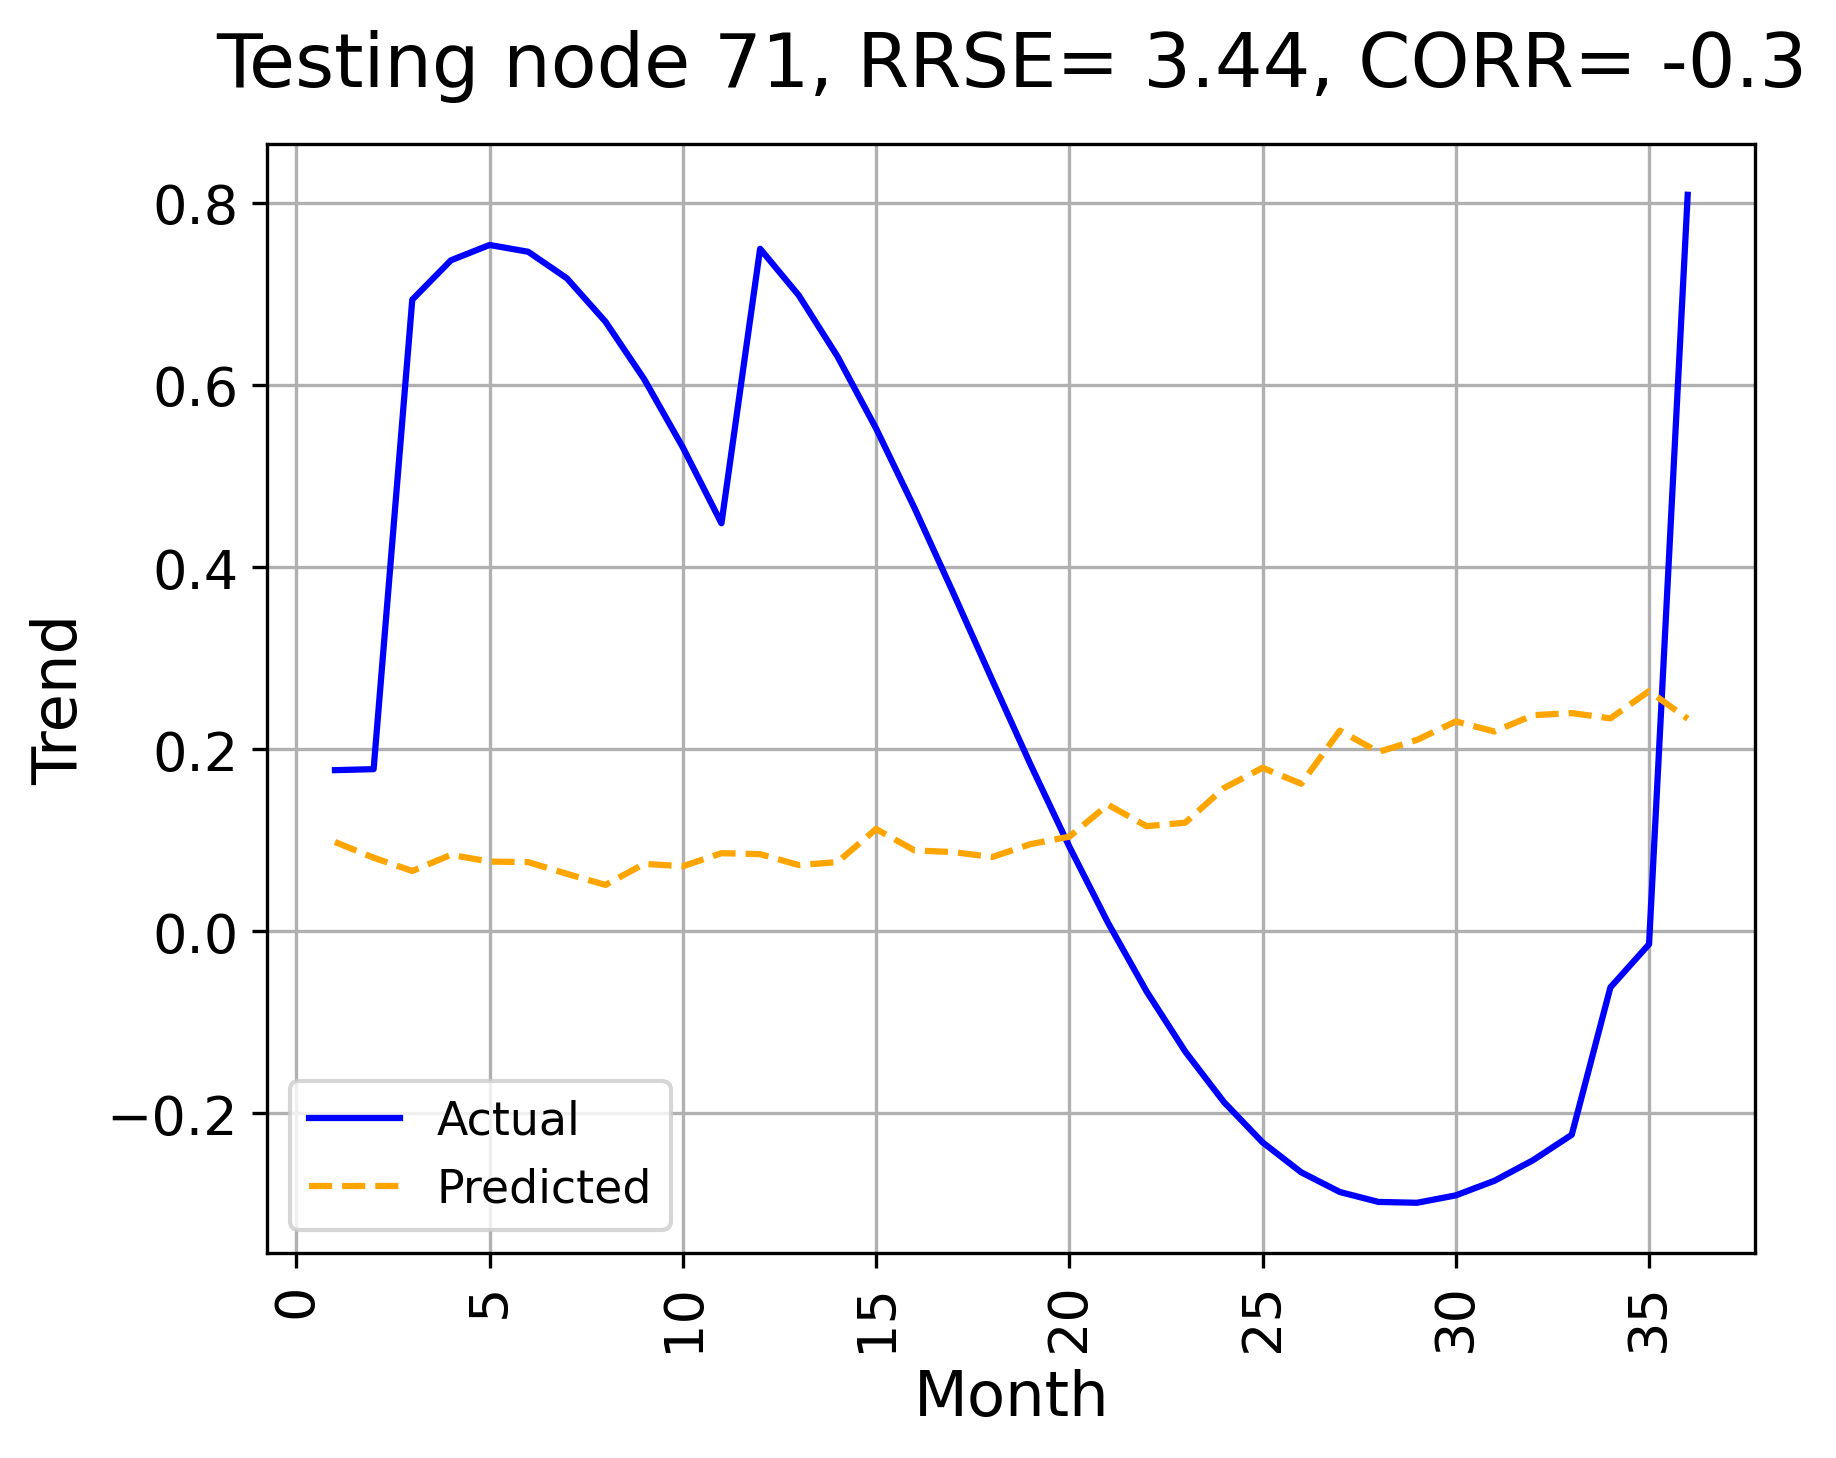 Testing node 71, RRSE= 3.44, CORR= -0.3
0.8
0.6
0.4
0.2
0.0
−0.2
Trend
Actual
Predicted
0 5 10 15 20 25 30 35
Month